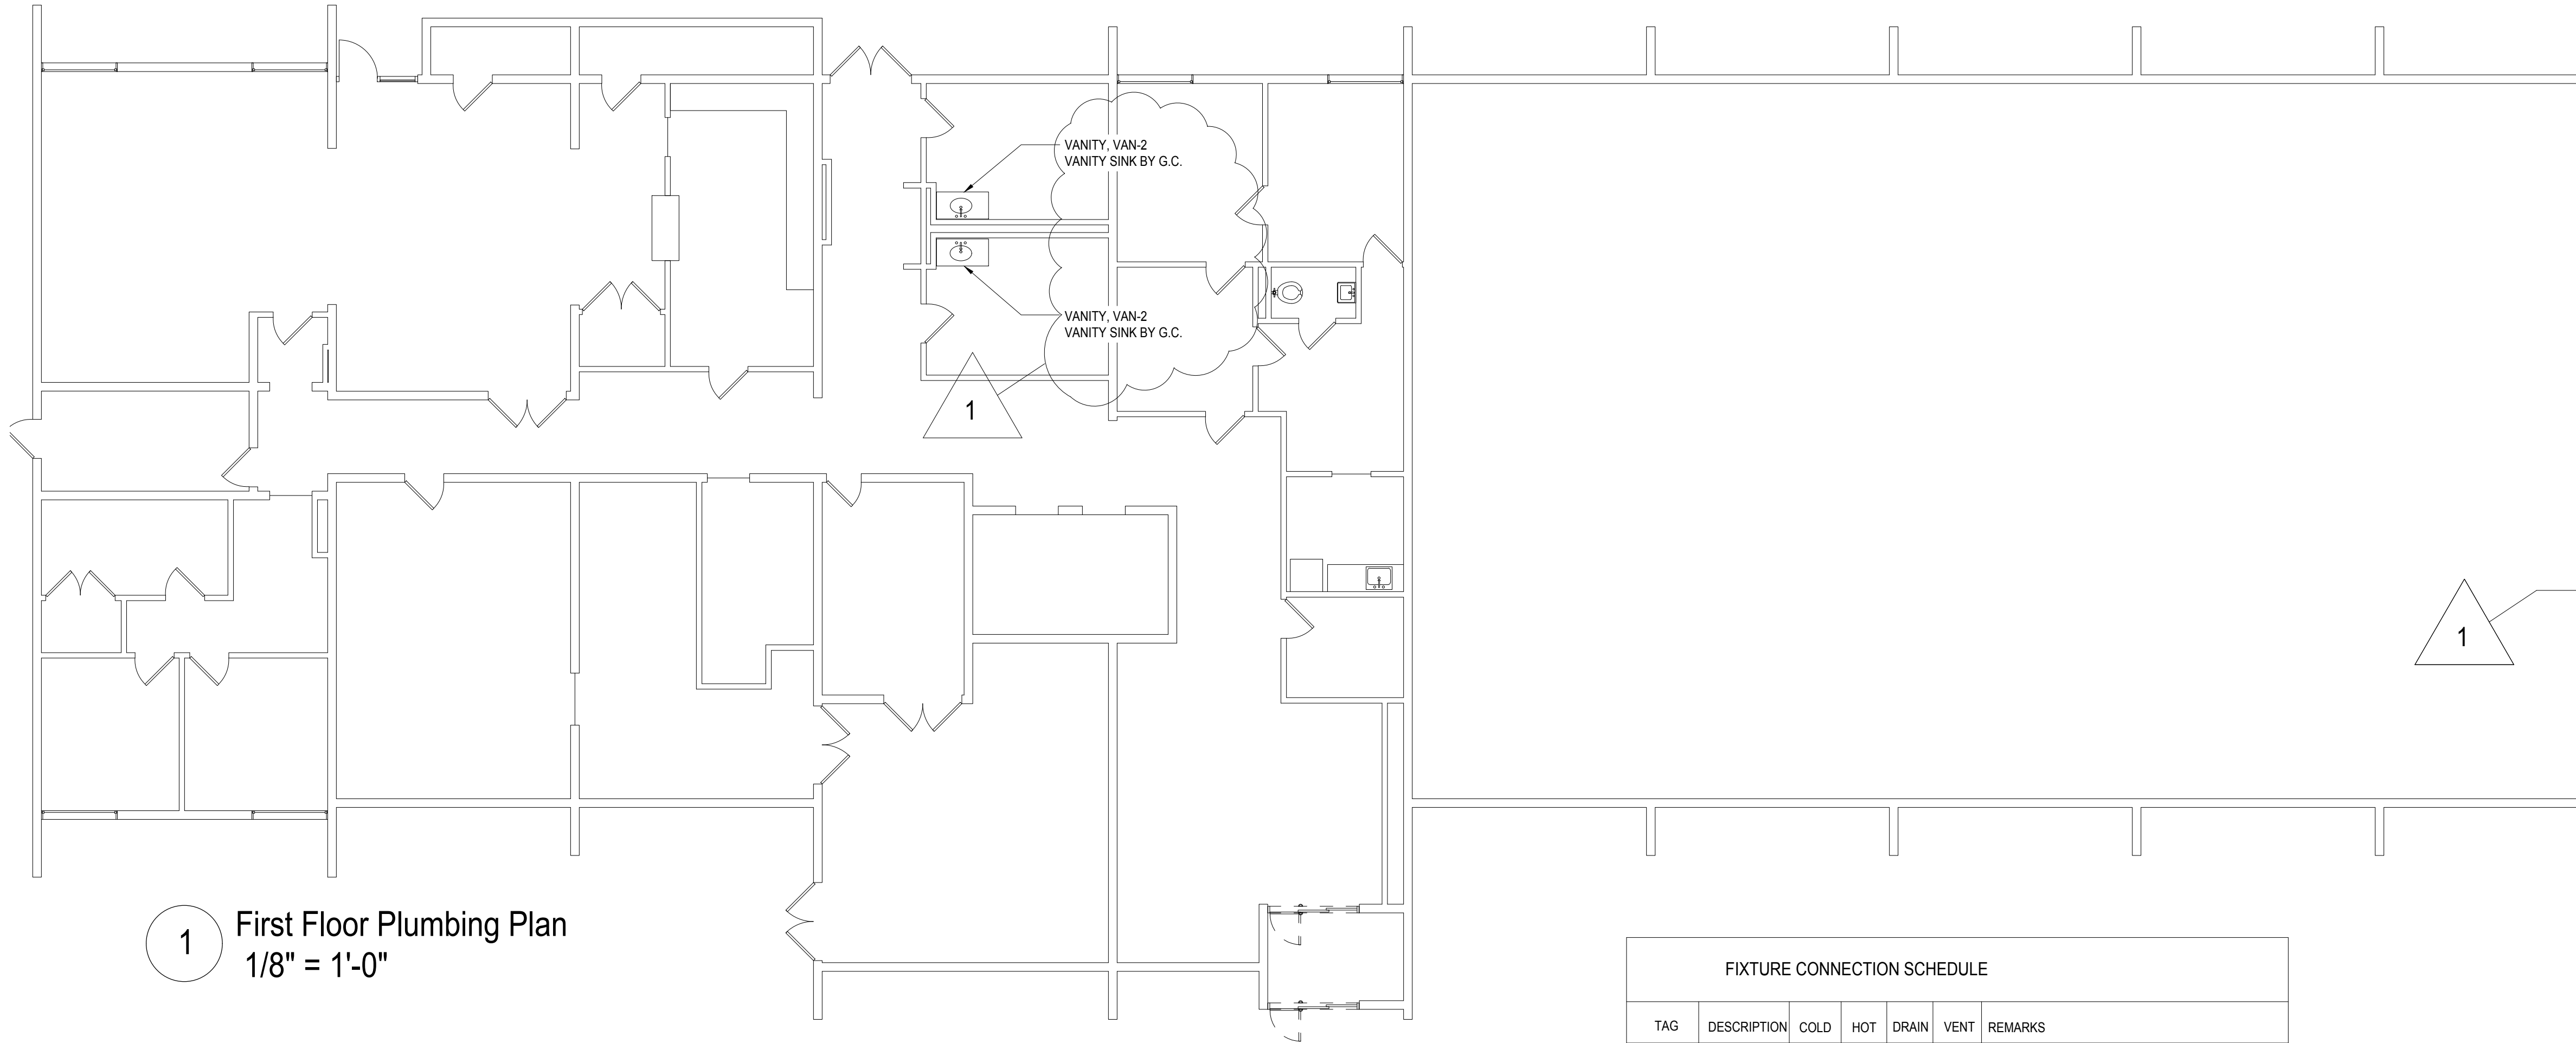 VANITY, VAN-2
VANITY SINK BY G.C.
VANITY, VAN-2
VANITY SINK BY G.C.
1
1
1
First Floor Plumbing Plan
1/8" = 1'-0"
FIXTURE CONNECTION SCHEDULE
TAG DESCRIPTION COLD HOT DRAIN VENT REMARKS